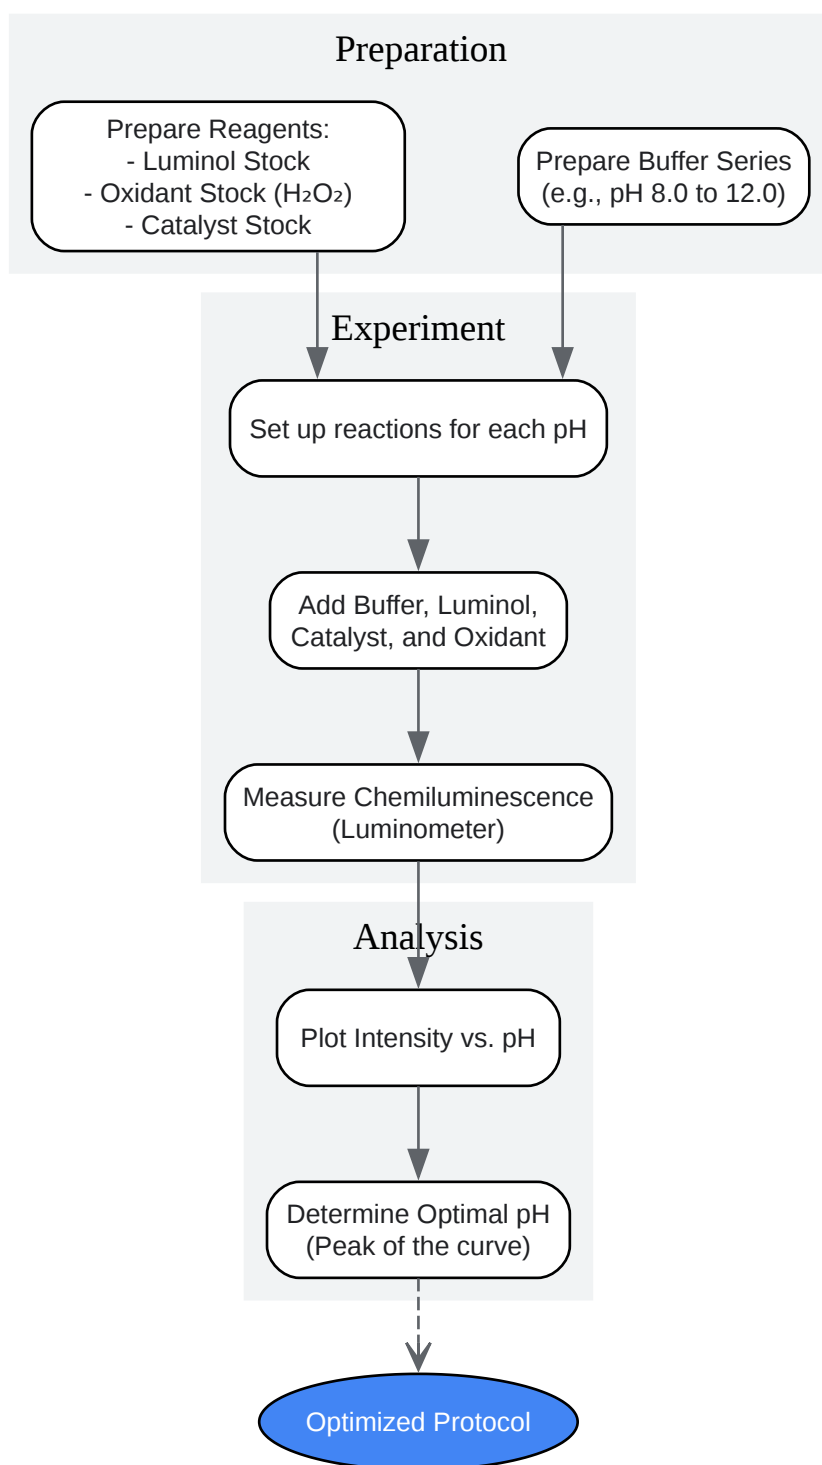 Preparation
Prepare Reagents:
- Luminol Stock
- Oxidant Stock (H₂O₂)
- Catalyst Stock
Prepare Buffer Series
(e.g., pH 8.0 to 12.0)
Experiment
Set up reactions for each pH
Add Buffer, Luminol,
Catalyst, and Oxidant
Measure Chemiluminescence
(Luminometer)
Analysis
Plot Intensity vs. pH
Determine Optimal pH
(Peak of the curve)
Optimized Protocol